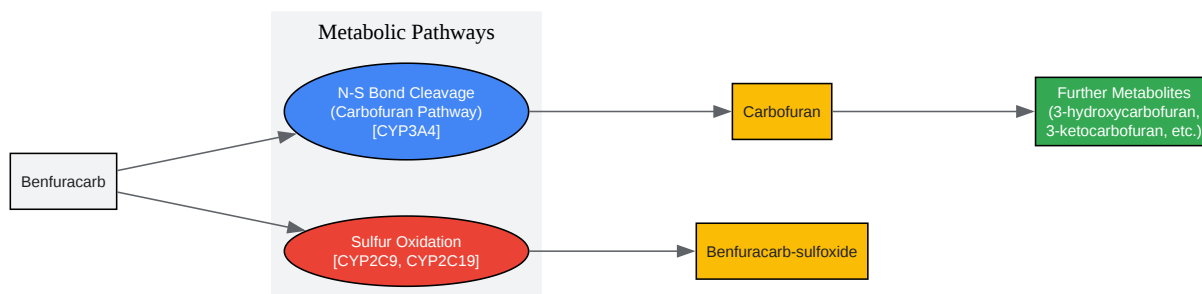 Metabolic Pathways
N-S Bond Cleavage
(Carbofuran Pathway)
[CYP3A4]
Carbofuran
Further Metabolites
(3-hydroxycarbofuran,
3-ketocarbofuran, etc.)
Benfuracarb
Sulfur Oxidation
[CYP2C9, CYP2C19]
Benfuracarb-sulfoxide